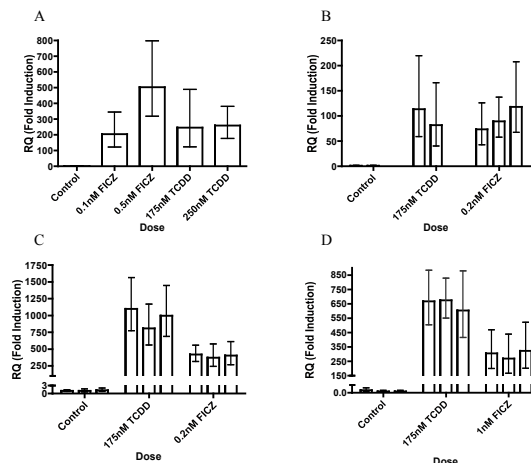 A
RQ (Fold Induction)
800
700
600
500
400
300
200
100
0
Control
0.1nM FICZ
0.5nM FICZ
175nM TCDD
250nM TCDD
Dose
B
RQ (Fold Induction)
250
200
150
100
50
0
Control
175nM TCDD
0.2nM FICZ
Dose
C
RQ (Fold Induction)
1750
1500
1250
1000
750
500
250
3
0
Control
175nM TCDD
0.2nM FICZ
Dose
D
RQ (Fold Induction)
850
750
650
550
450
350
250
150
0.0
Control
175nM TCDD
1nM FICZ
Dose